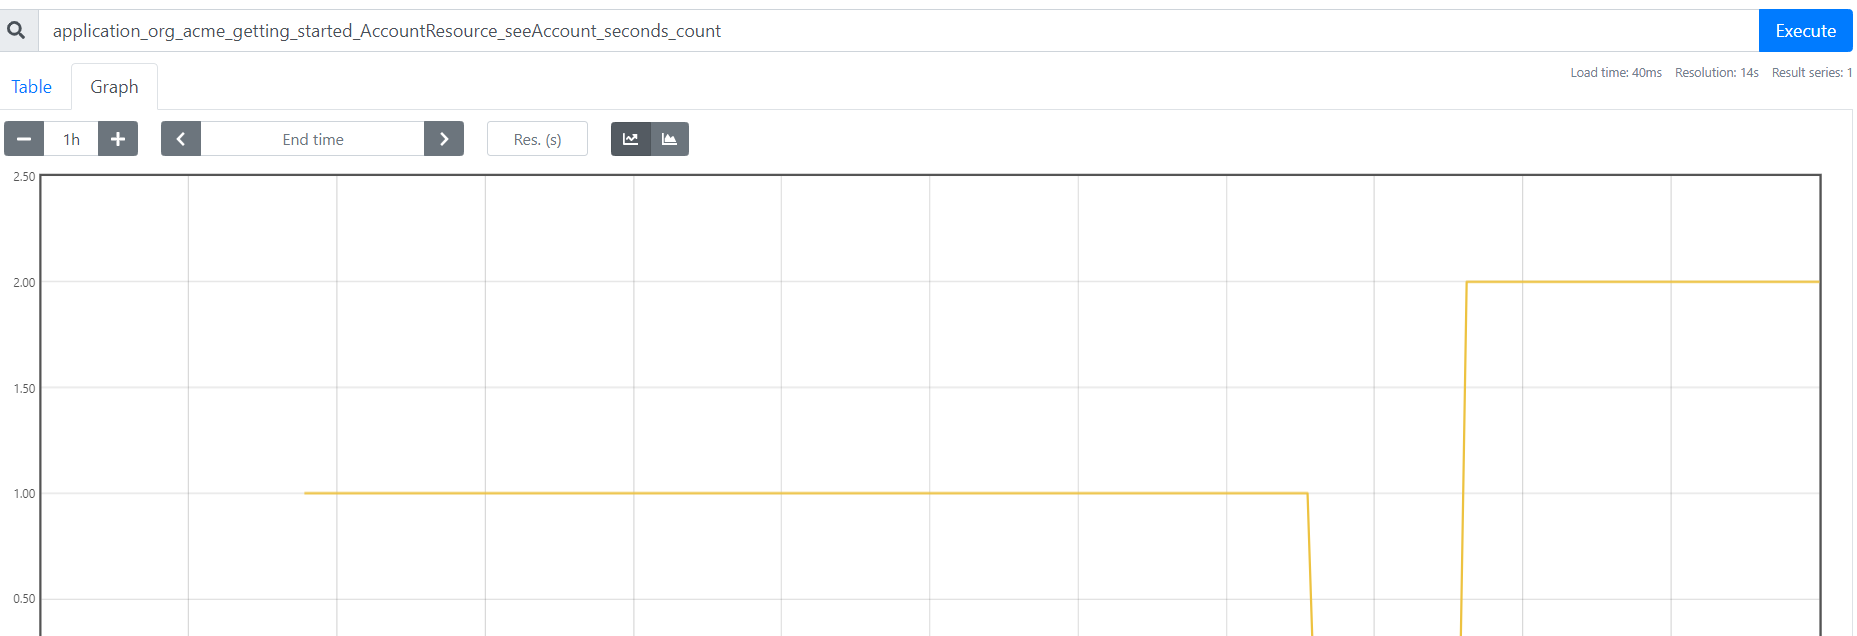 application_org_acme_getting_started_AccountResource_seeAccount_seconds_count
Execute
Load time: 40ms Resolution: 14s Result series: 1
Table
Graph
1h
End time
Res. (s)
2.50
2.00
1.50
1.00
0.50